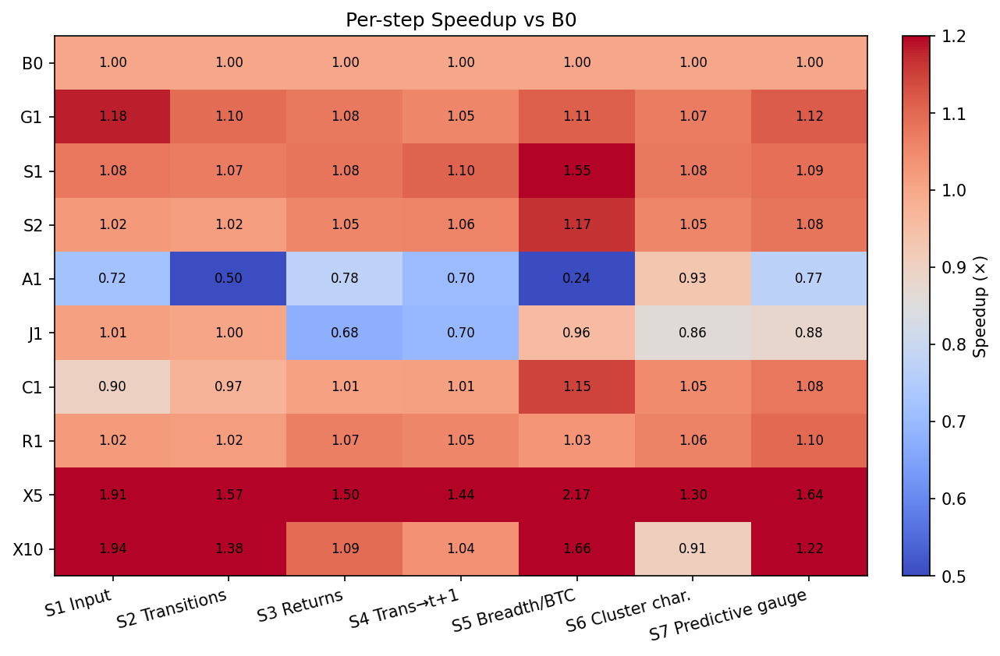 Per-step Speedup vs B0
B0 1.00 1.00 1.00 1.00 1.00 1.00 1.00
G1 1.18 1.10 1.08 1.05 1.11 1.07 1.12
S1 1.08 1.07 1.08 1.10 1.55 1.08 1.09
S2 1.02 1.02 1.05 1.06 1.17 1.05 1.08
A1 0.72 0.50 0.78 0.70 0.24 0.93 0.77
J1 1.01 1.00 0.68 0.70 0.96 0.86 0.88
C1 0.90 0.97 1.01 1.01 1.15 1.05 1.08
R1 1.02 1.02 1.07 1.05 1.03 1.06 1.10
X5 1.91 1.57 1.50 1.44 2.17 1.30 1.64
X10 1.94 1.38 1.09 1.04 1.66 0.91 1.22
S1 Input
S2 Transitions
S3 Returns
S4 Trans→t+1
S5 Breadth/BTC
S6 Cluster char.
S7 Predictive gauge
1.2
1.1
1.0
0.9
0.8
0.7
0.6
0.5
Speedup (×)